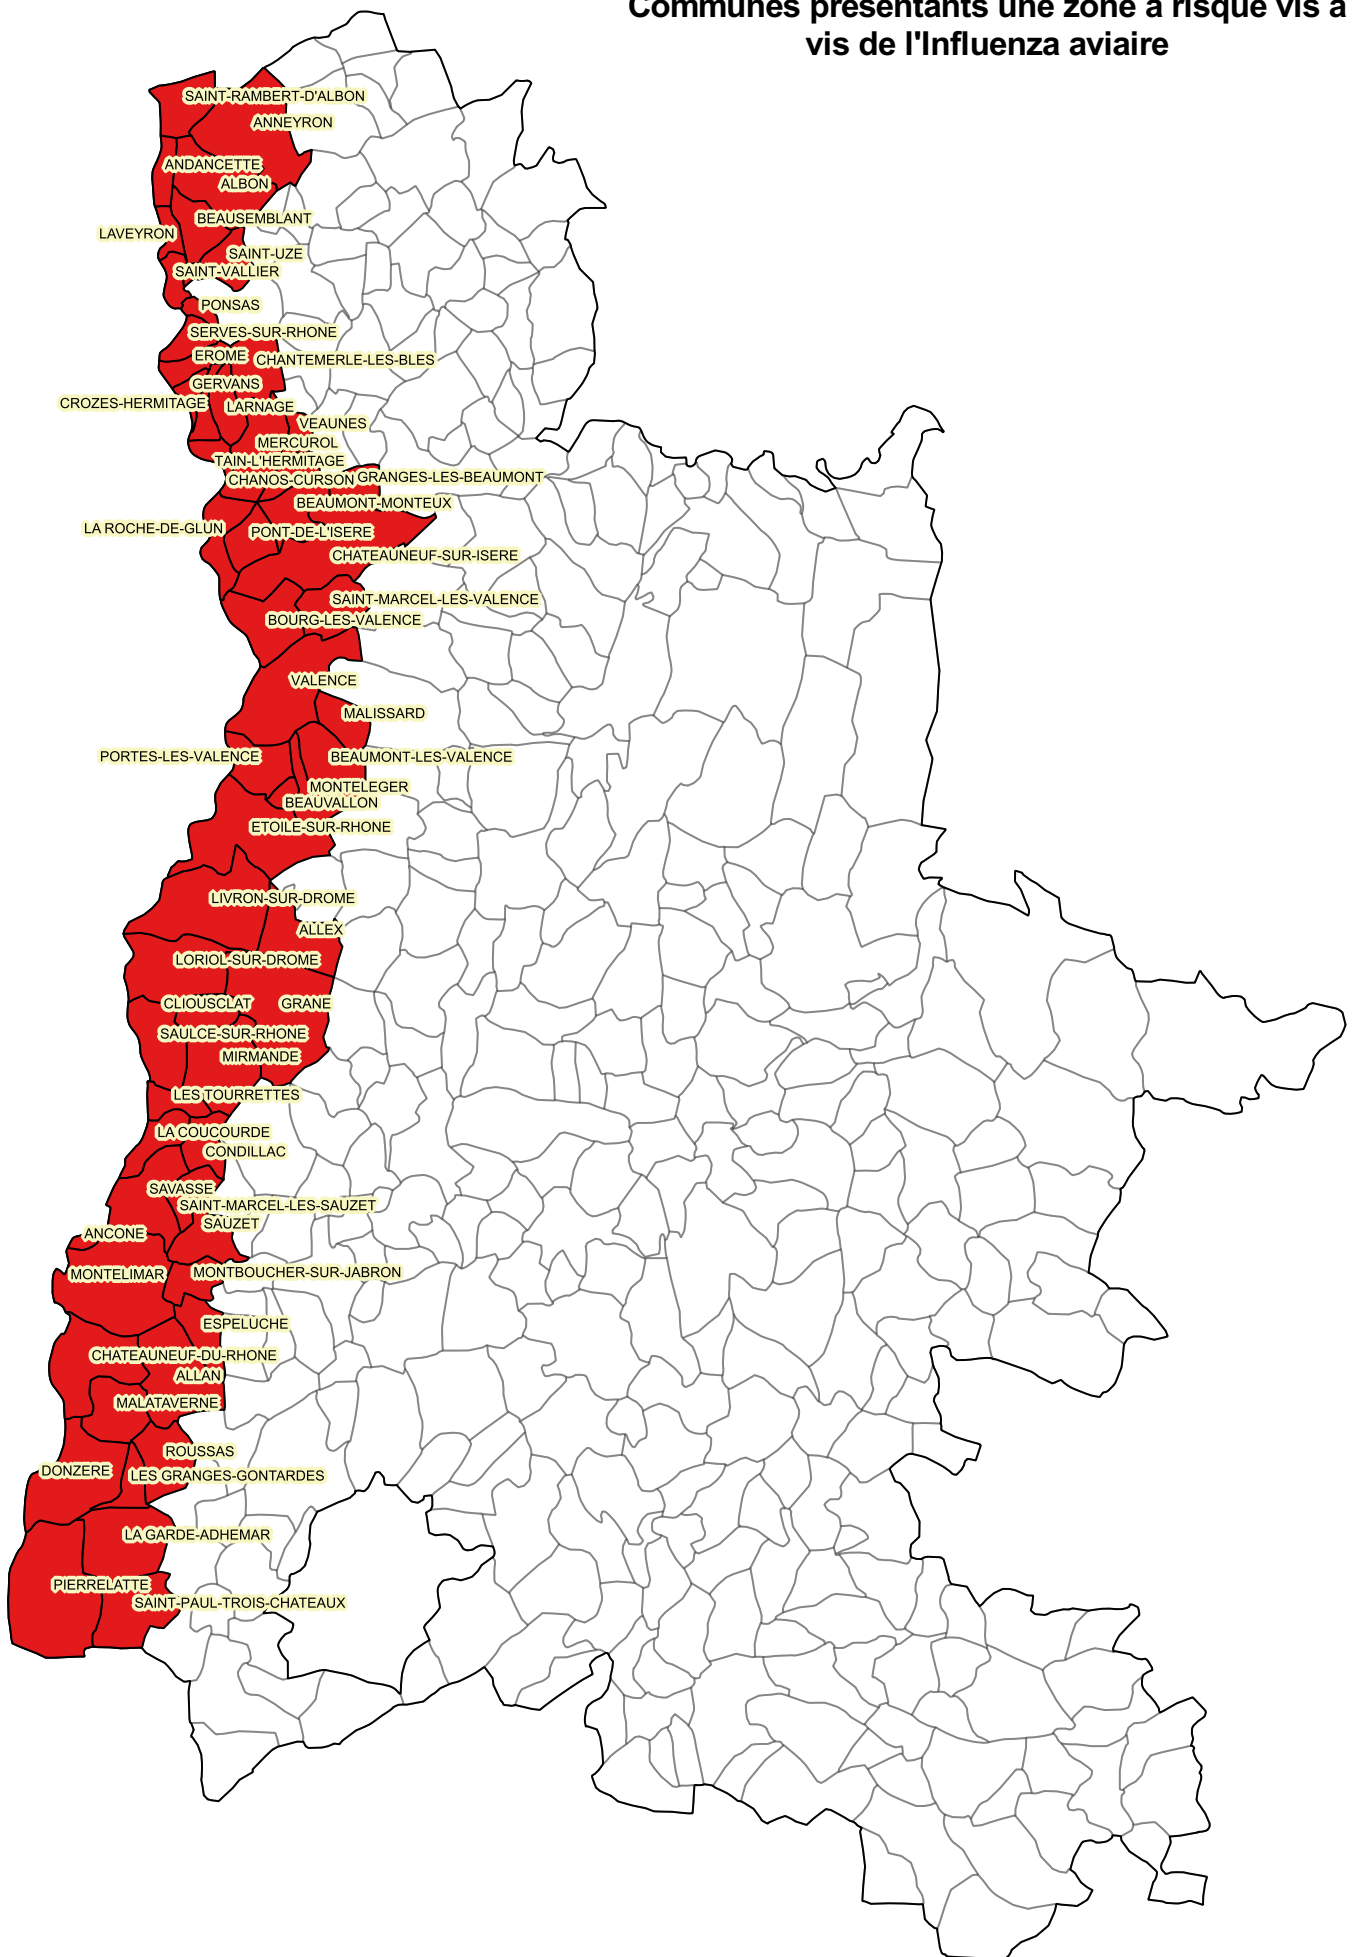 Communes présentants une zone à risque vis à
vis de l'Influenza aviaire
SAINT-RAMBERT-D'ALBON
ANNEYRON
ANDANCETTE
ALBON
BEAUSEMBLANT
LAVEYRON
SAINT-UZE
SAINT-VALLIER
PONSAS
SERVES-SUR-RHONE
EROME
CHANTEMERLE-LES-BLES
GERVANS
CROZES-HERMITAGE
LARNAGE
VEAUNES
MERCUROL
TAIN-L'HERMITAGE
CHANOS-CURSON
GRANGES-LES-BEAUMONT
BEAUMONT-MONTEUX
LA ROCHE-DE-GLUN
PONT-DE-L'ISERE
CHATEAUNEUF-SUR-ISERE
SAINT-MARCEL-LES-VALENCE
BOURG-LES-VALENCE
VALENCE
MALISSARD
PORTES-LES-VALENCE
BEAUMONT-LES-VALENCE
MONTELEGER
BEAUVALLON
ETOILE-SUR-RHONE
LIVRON-SUR-DROME
ALLEX
LORIOL-SUR-DROME
CLIOUSCLAT
GRANE
SAULCE-SUR-RHONE
MIRMANDE
LES TOURRETTES
LA COUCOURDE
CONDILLAC
SAVASSE
SAINT-MARCEL-LES-SAUZET
SAUZET
ANCONE
MONTELIMAR
MONTBOUCHER-SUR-JABRON
ESPELUCHE
CHATEAUNEUF-DU-RHONE
ALLAN
MALATAVERNE
ROUSSAS
DONZERE
LES GRANGES-GONTARDES
LA GARDE-ADHEMAR
PIERRELATTE
SAINT-PAUL-TROIS-CHATEAUX